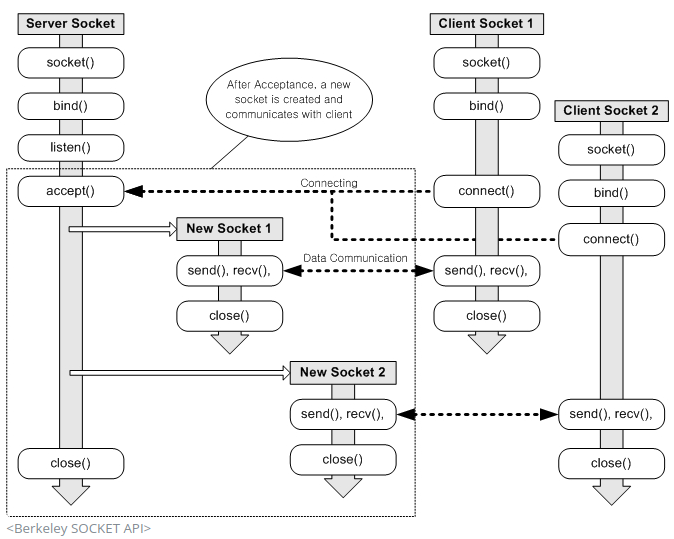 Server Socket
Client Socket 1
socket()
socket()
After Acceptance, a new
socket is created and
communicates with client
bind()
bind()
Client Socket 2
listen()
socket()
accept()
Connecting
connect()
bind()
New Socket 1
connect()
Data Communication
send(), recv(),
send(), recv(),
close()
close()
New Socket 2
send(), recv(),
send(), recv(),
close()
close()
close()
<Berkeley SOCKET API>